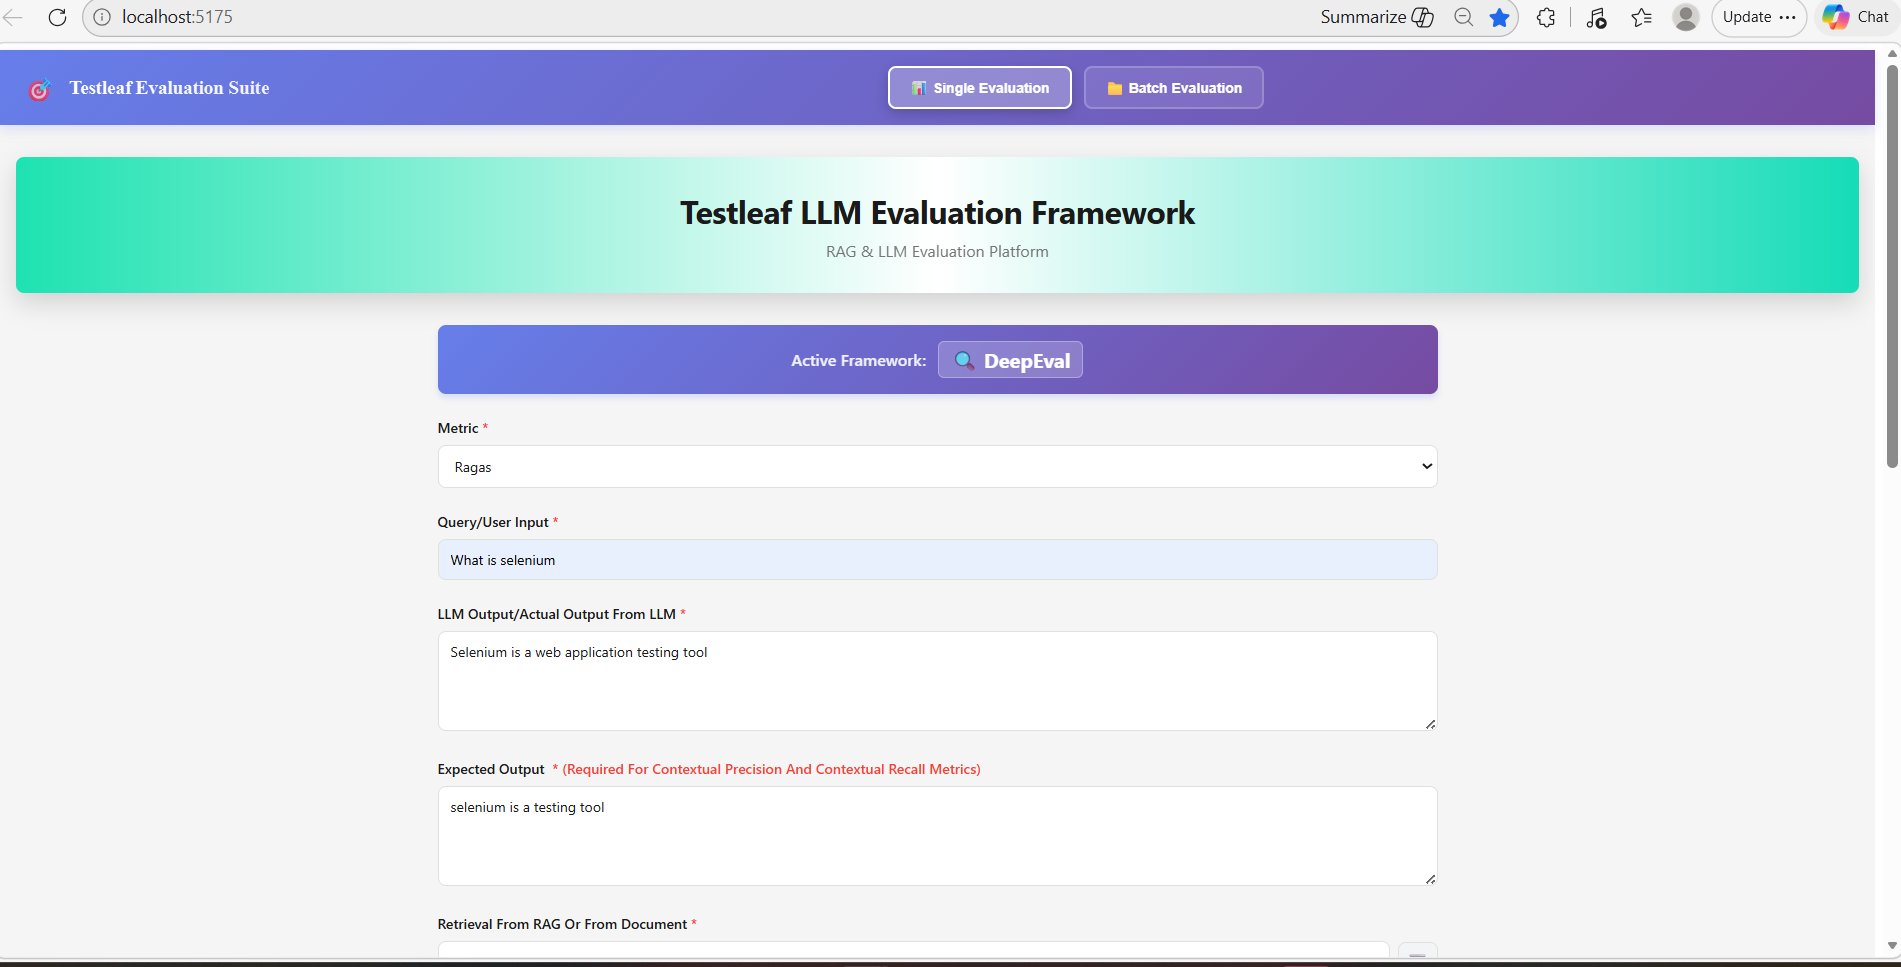 localhost:5175
Summarize
Update
Chat
Testleaf Evaluation Suite
Single Evaluation
Batch Evaluation
Testleaf LLM Evaluation Framework
RAG & LLM Evaluation Platform
Active Framework:
DeepEval
Metric *
Ragas
Query/User Input *
What is selenium
LLM Output/Actual Output From LLM *
Selenium is a web application testing tool
Expected Output * (Required For Contextual Precision And Contextual Recall Metrics)
selenium is a testing tool
Retrieval From RAG Or From Document *